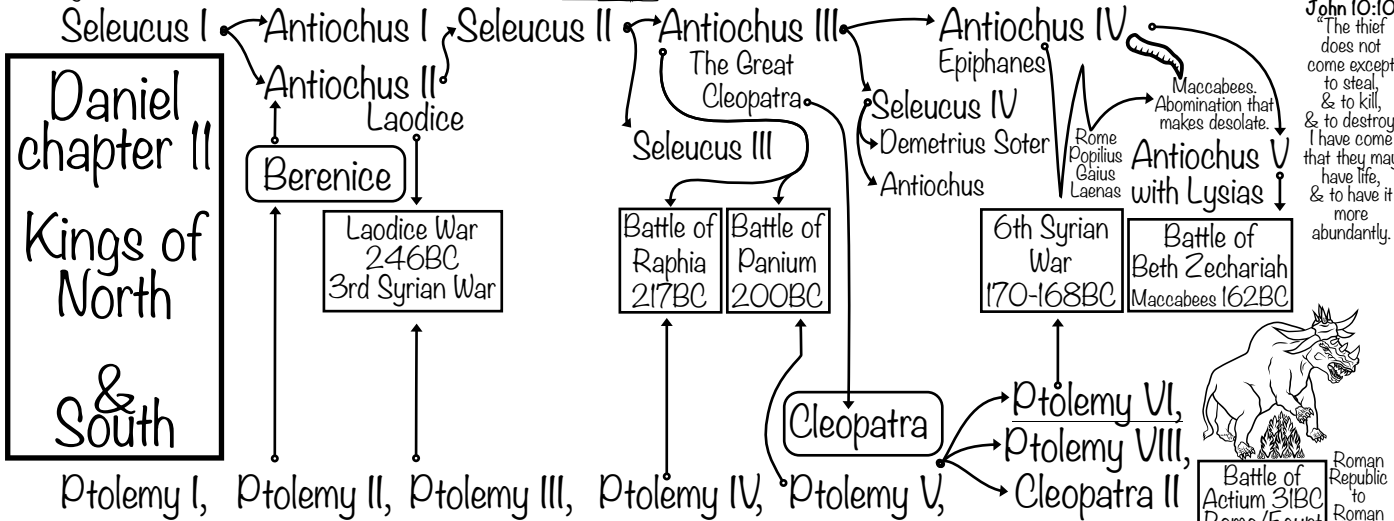 Seleucus I
Antiochus I
Antiochus II
Laodice
Seleucus II
Antiochus III
The Great
Cleopatra
Seleucus III
Antiochus IV
Epiphanes
Seleucus IV
Demetrius Soter
Antiochus
Rome
Popilius
Gaius
Laenas
Maccabees.
Abomination that
makes desolate.
Antiochus V
with Lysias
John 10:10
"The thief
does not
come except
to steal,
& to kill,
& to destroy
I have come
that they may
have life,
& to have it
more
abundantly.
Daniel
chapter 11
Kings of
North
&
South
Berenice
Laodice War
246BC
3rd Syrian War
Battle of
Raphia
217BC
Battle of
Panium
200BC
6th Syrian
War
170-168BC
Battle of
Beth Zechariah
Maccabees 162BC
Cleopatra
Ptolemy I,
Ptolemy II,
Ptolemy III,
Ptolemy IV,
Ptolemy V,
Ptolemy VI,
Ptolemy VIII,
Cleopatra II
Battle of
Actium 31BC
Rome/Egypt
Roman
Republic
to
Roman